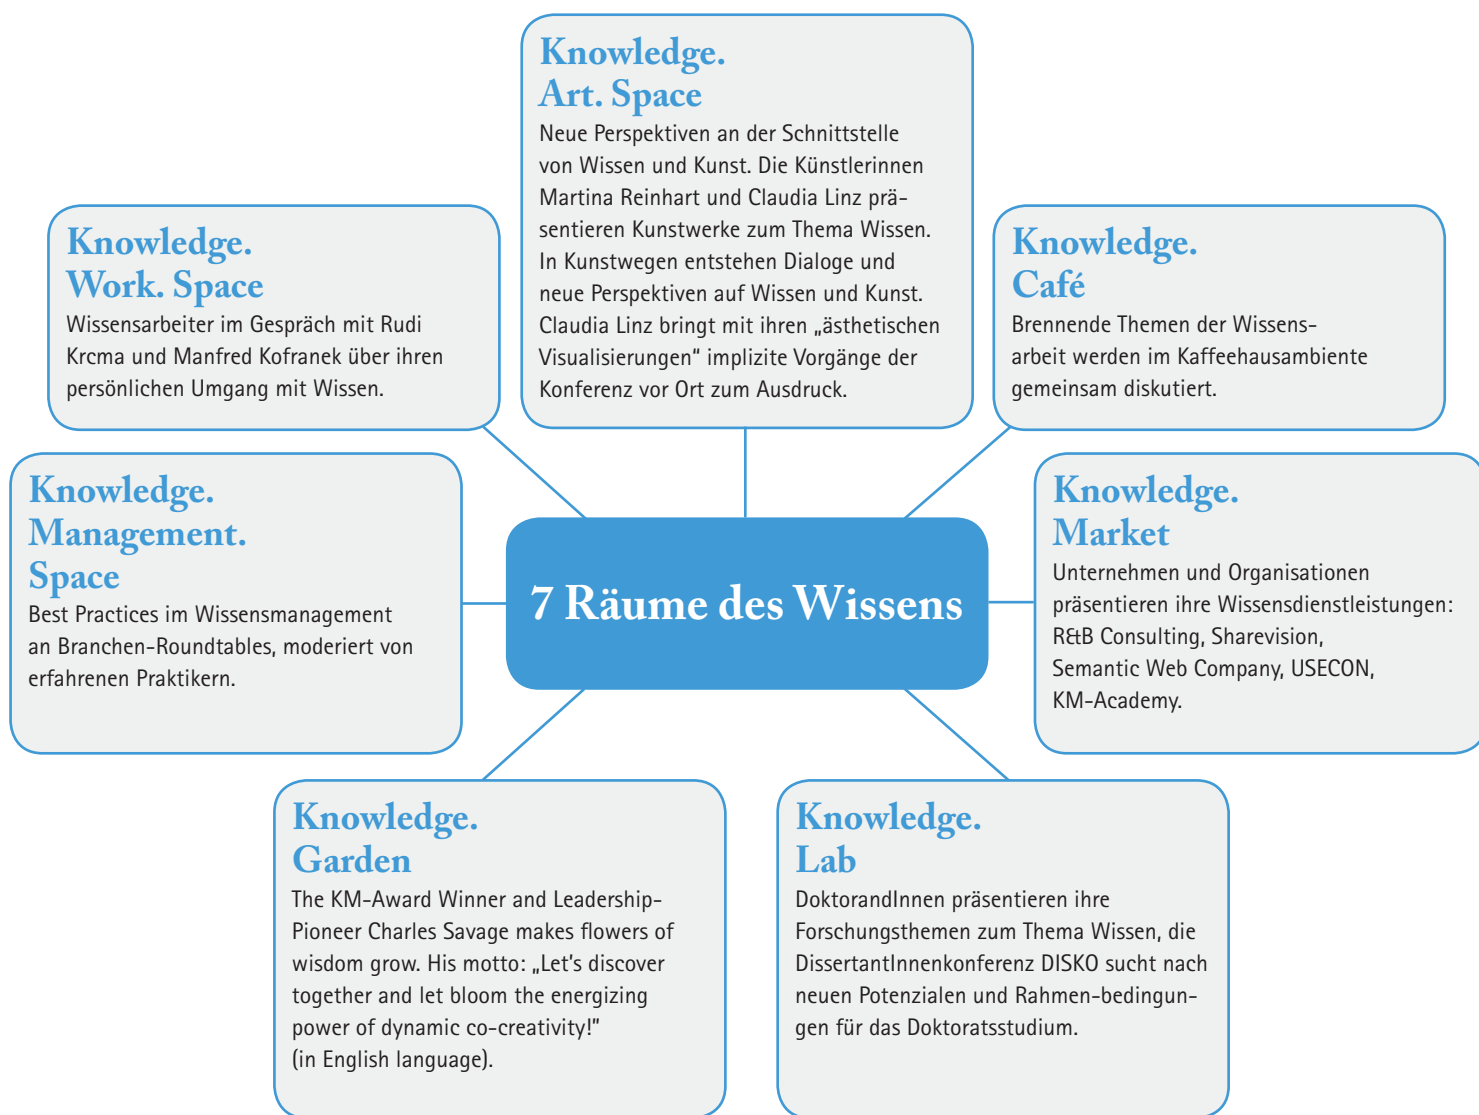 Knowledge.
Art. Space
Neue Perspektiven an der Schnittstelle
von Wissen und Kunst. Die Künstlerinnen
Martina Reinhart und Claudia Linz prä-
sentieren Kunstwerke zum Thema Wissen.
In Kunstwegen entstehen Dialoge und
neue Perspektiven auf Wissen und Kunst.
Claudia Linz bringt mit ihren „ästhetischen
Visualisierungen" implizite Vorgänge der
Konferenz vor Ort zum Ausdruck.
Knowledge.
Work. Space
Wissensarbeiter im Gespräch mit Rudi
Krcma und Manfred Kofranek über ihren
persönlichen Umgang mit Wissen.
Knowledge.
Café
Brennende Themen der Wissens-
arbeit werden im Kaffeehausambiente
gemeinsam diskutiert.
Knowledge.
Management.
Space
Best Practices im Wissensmanagement
an Branchen-Roundtables, moderiert von
erfahrenen Praktikern.
7 Räume des Wissens
Knowledge.
Market
Unternehmen und Organisationen
präsentieren ihre Wissensdienstleistungen:
R&B Consulting, Sharevision,
Semantic Web Company, USECON,
KM-Academy.
Knowledge.
Garden
The KM-Award Winner and Leadership-
Pioneer Charles Savage makes flowers of
wisdom grow. His motto: „Let's discover
together and let bloom the energizing
power of dynamic co-creativity!"
(in English language).
Knowledge.
Lab
DoktorandInnen präsentieren ihre
Forschungsthemen zum Thema Wissen, die
DissertantInnenkonferenz DISKO sucht nach
neuen Potenzialen und Rahmen-bedingun-
gen für das Doktoratsstudium.